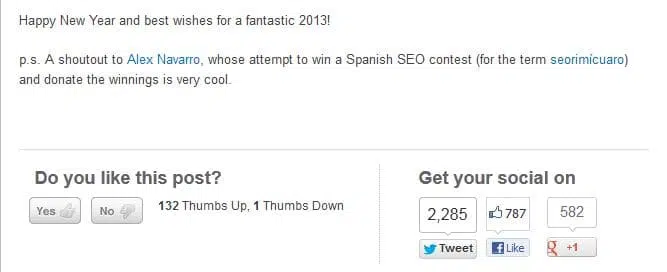 Happy New Year and best wishes for a fantastic 2013!
p.s. A shoutout to Alex Navarro, whose attempt to win a Spanish SEO contest (for the term seorimícuaro)
and donate the winnings is very cool.
Do you like this post?
Get your social on
Yes
No
132 Thumbs Up, 1 Thumbs Down
2,285
787
582
Tweet
f Like
g +1